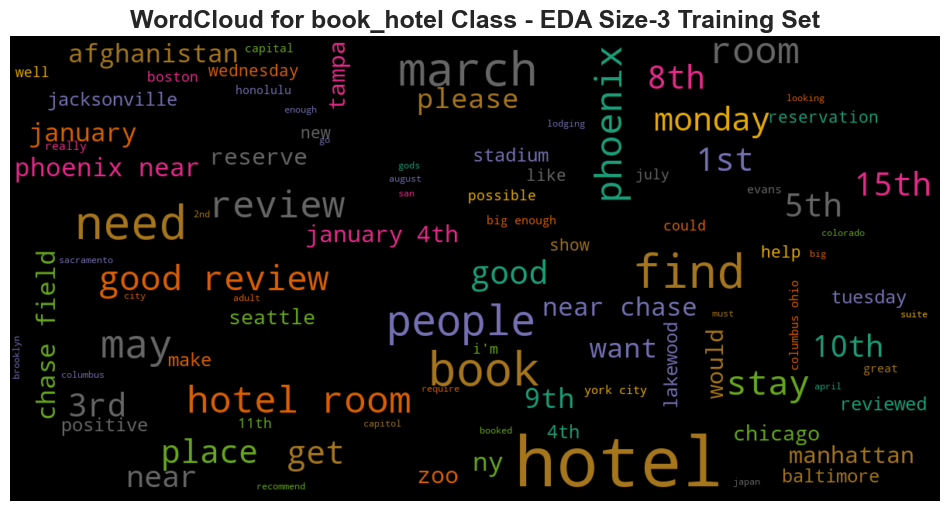 WordCloud for book_hotel Class - EDA Size-3 Training Set
well
afghanistan
capital
boston
wednesday
tampa
march
phoenix
room
jacksonville
honolulu
please
8th
looking
enough
january
really
new
go
monday
reservation
phoenix near
reserve
stadium
lodging
1st
gods
like
july
15th
august
san
possible
evans
5th
need
2nd
review
big enough
could
colorado
january 4th
show
help
big
sacramento
good review
good
find
city
adult
near chase
columbus ohio
tuesday
chase field
seattle
people
must
suite
brooklyn
may
make
i'm
want
lakewood
would
10th
columbus
book
great
require
york city
stay
april
3rd
hotel room
9th
reviewed
positive
11th
capitol
booked
4th
chicago
place
get
hotel
manhattan
near
zoo
ny
baltimore
recommend
japan